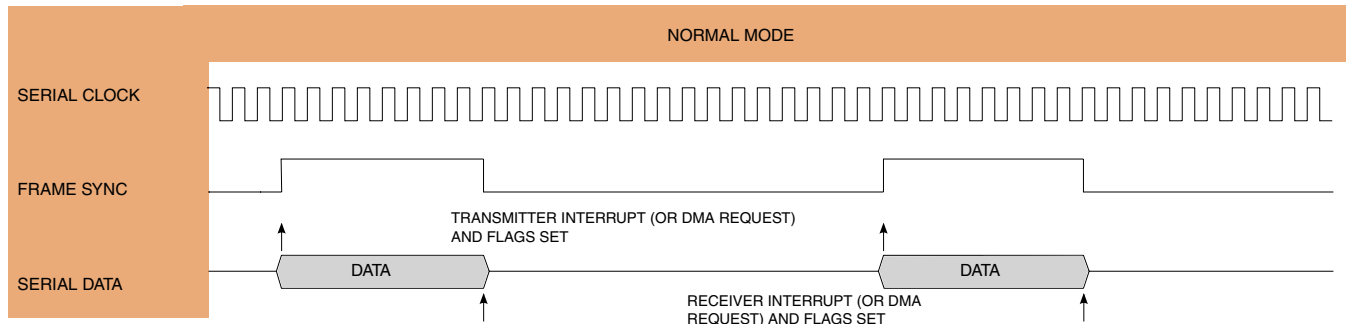 NORMAL MODE
SERIAL CLOCK
FRAME SYNC
TRANSMITTER INTERRUPT (OR DMA REQUEST)
AND FLAGS SET
SERIAL DATA
DATA
DATA
RECEIVER INTERRUPT (OR DMA
REQUEST) AND FLAGS SET